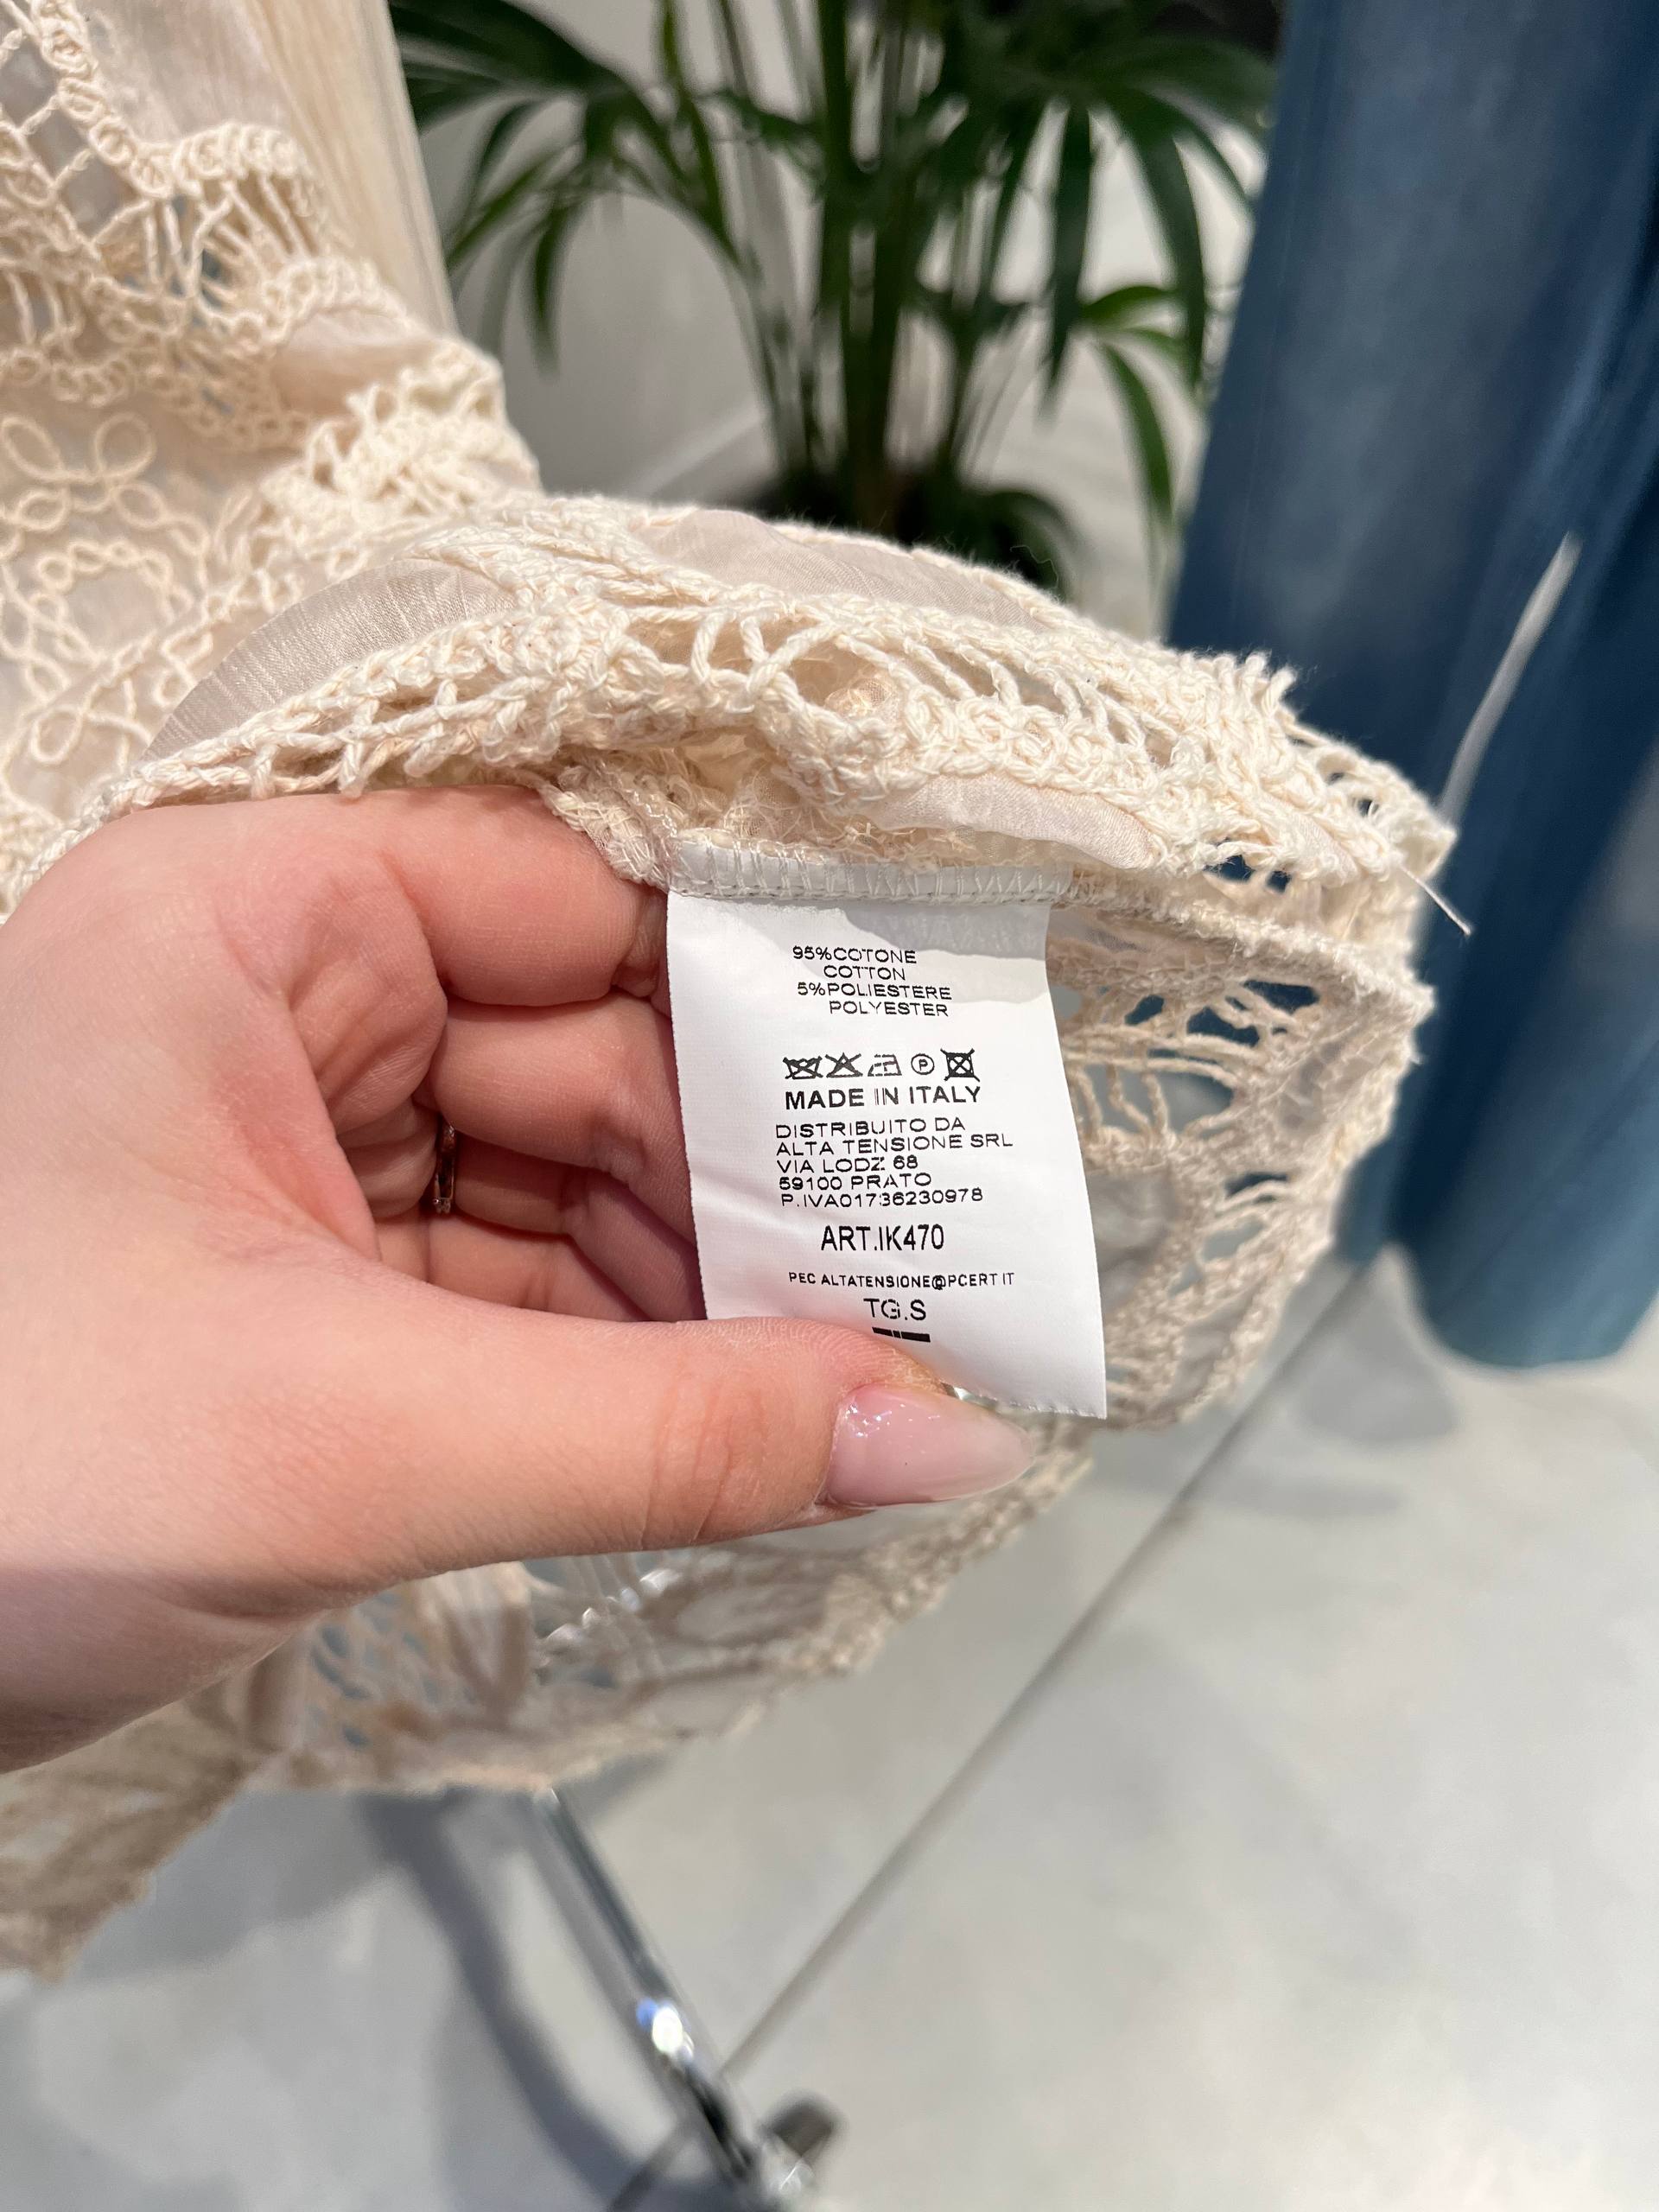 95%COTONE
COTTON
5%POLIESTERE
POLYESTER
P
MADE IN ITALY
DISTRIBUITO DA
ALTA TENSIONE SRL
VIA LODZ 68
59100 PRATO
P.IVA01736230978
ART.IK470
PEC ALTATENSIONE@PCERT IT
TG.S